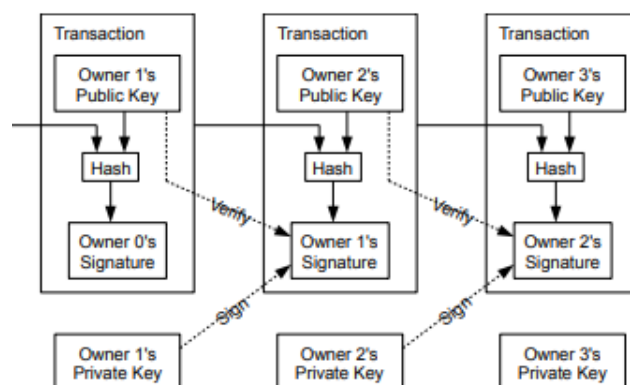 Transaction
Transaction
Transaction
Owner 1's
Public Key
Owner 2's
Public Key
Owner 3's
Public Key
Hash
Hash
Hash
Verify
Verify
Owner 0's
Signature
Owner 1's
Signature
Owner 2's
Signature
Sign
Sign
Owner 1's
Private Key
Owner 2's
Private Key
Owner 3's
Private Key